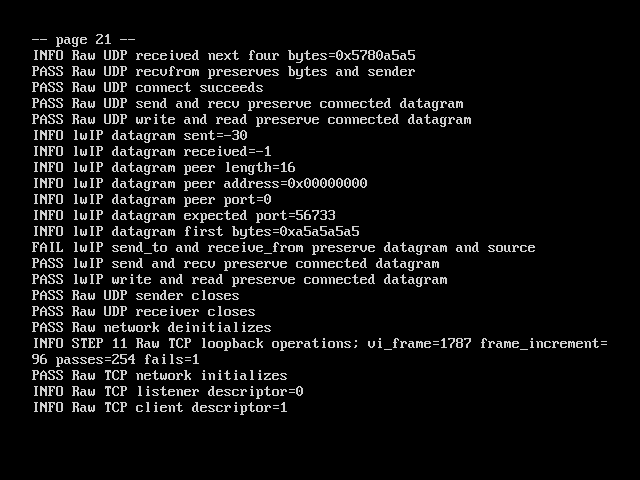 -- page 21 --
INFO Raw UDP received next four bytes=0x5780a5a5
PASS Raw UDP recvfrom preserves bytes and sender
PASS Raw UDP connect succeeds
PASS Raw UDP send and recv preserve connected datagram
PASS Raw UDP write and read preserve connected datagram
INFO lwIP datagram sent=-30
INFO lwIP datagram received=-1
INFO lwIP datagram peer length=16
INFO lwIP datagram peer address=0x00000000
INFO lwIP datagram peer port=0
INFO lwIP datagram expected port=56733
INFO lwIP datagram first bytes=0xa5a5a5a5
FAIL lwIP send_to and receive_from preserve datagram and source
PASS lwIP send and recv preserve connected datagram
PASS lwIP write and read preserve connected datagram
PASS Raw UDP sender closes
PASS Raw UDP receiver closes
PASS Raw network deinitializes
INFO STEP 11 Raw TCP loopback operations; vi_frame=1787 frame_increment=
96 passes=254 fails=1
PASS Raw TCP network initializes
INFO Raw TCP listener descriptor=0
INFO Raw TCP client descriptor=1